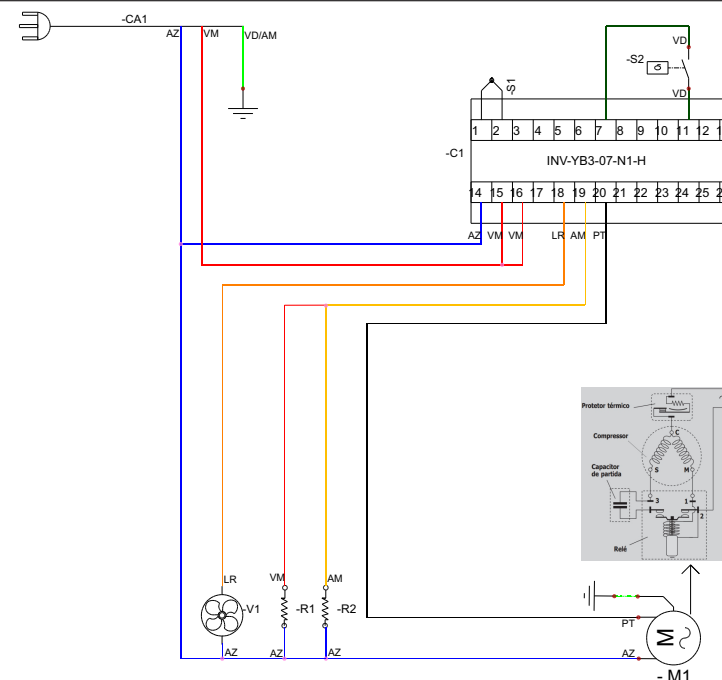 -CA1
AZ VM VD/AM
VD
-S2
VD
-S1
1 2 3 4 5 6 7 8 9 10 11 12 1
-C1
INV-YB3-07-N1-H
14 15 16 17 18 19 20 21 22 23 24 25 2
AZ VM VM LR AM PT
Protetor térmico
C
Compressor
S M
Capacitor
de partida
3 1
2
Relé
LR VM AM
-V1 -R1 -R2
PT
M
AZ AZ AZ AZ
- M1